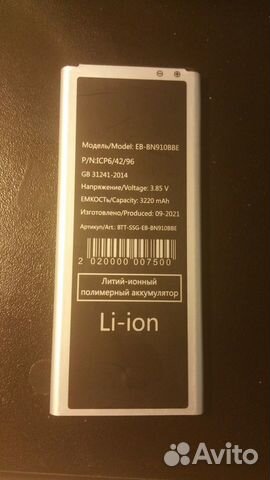 Модель/Model: EB-BN910BBE
P/N:ICP6/42/96
GB 31241-2014
Напряжение/Voltage: 3.85 V
ЕМКОСТЬ/Capacity: 3220 mAh
Изготовлено/Produced: 09-2021
Артикул/Art.: BTT-SSG-EB-BN910BBE
2 020000 007500
Литий-ионный
полимерный аккумулятор
Li-ion
Avito